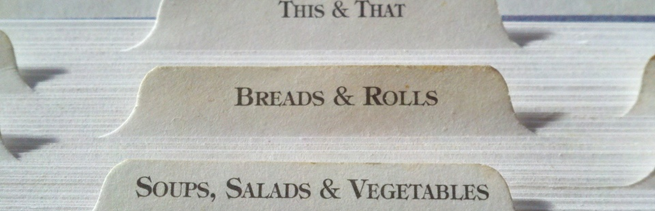 This & That
Breads & Rolls
Soups, Salads & Vegetables